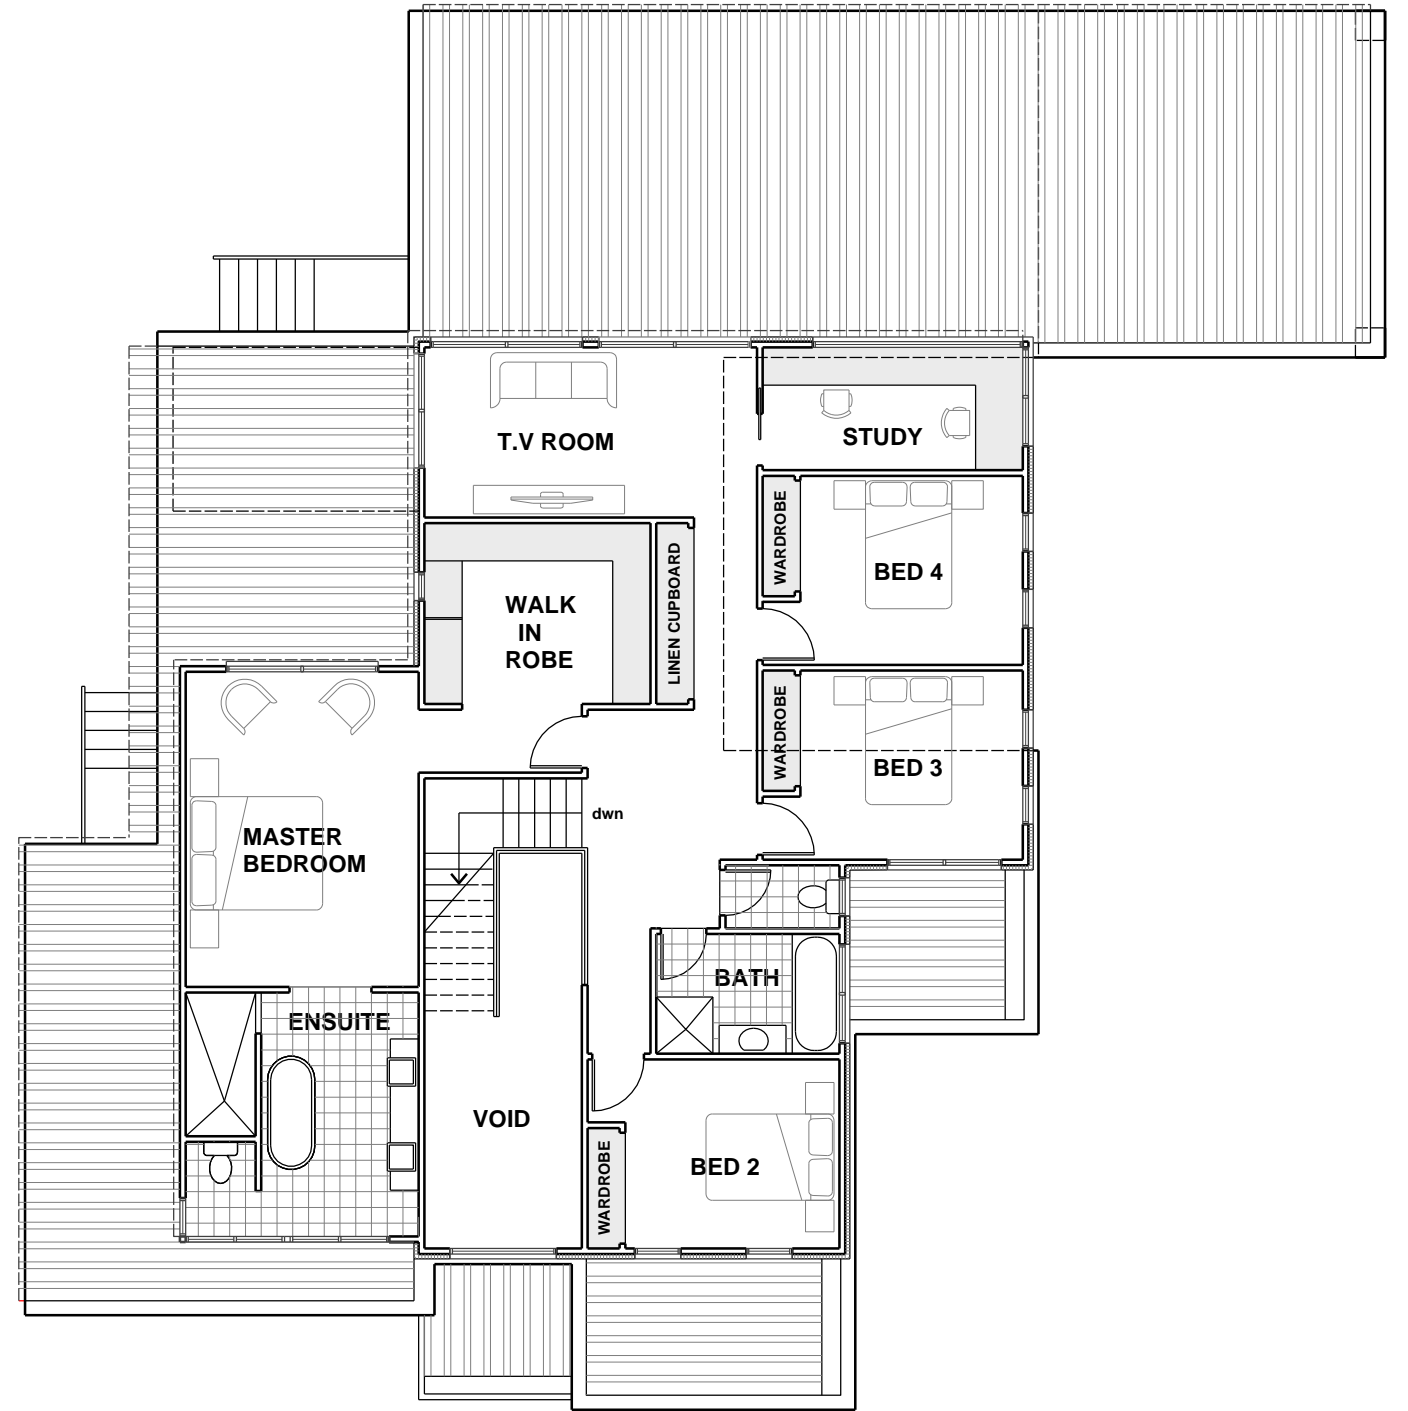 T.V ROOM
STUDY
WARDROBE
BED 4
WALK
IN
ROBE
LINEN CUPBOARD
WARDROBE
BED 3
dwn
MASTER
BEDROOM
BATH
ENSUITE
VOID
WARDROBE
BED 2